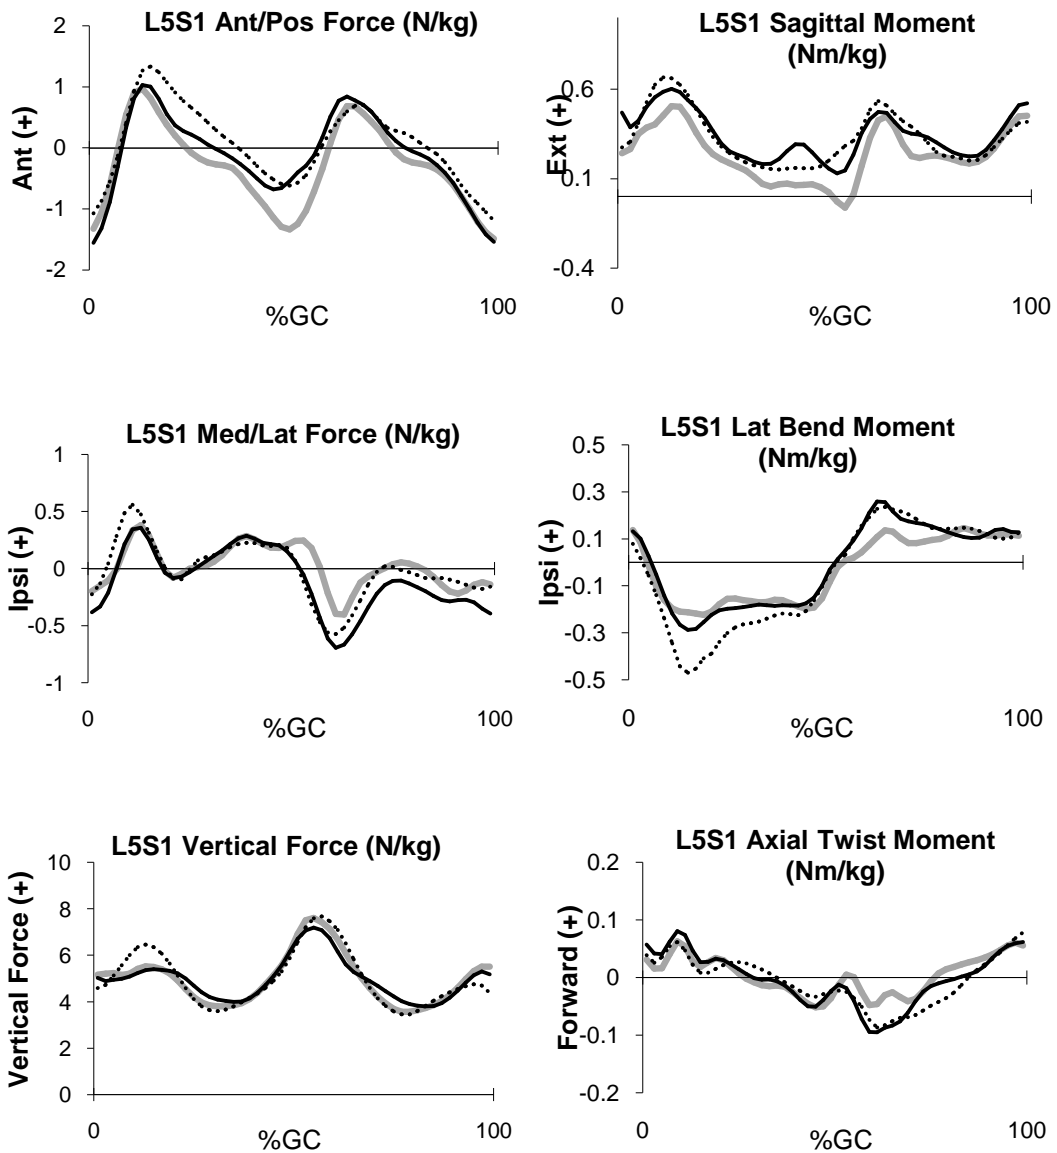 L5S1 Ant/Pos Force (N/kg)
2
1
0
-1
-2
Ant (+)
0
100
%GC
L5S1 Sagittal Moment
(Nm/kg)
0.6
0.1
-0.4
Ext (+)
0
100
%GC
L5S1 Med/Lat Force (N/kg)
1
0.5
0
-0.5
-1
Ipsi (+)
0
100
%GC
L5S1 Lat Bend Moment
(Nm/kg)
0.5
0.3
0.1
-0.1
-0.3
-0.5
Ipsi (+)
0
100
%GC
L5S1 Vertical Force (N/kg)
10
8
6
4
2
0
Vertical Force (+)
0
100
%GC
L5S1 Axial Twist Moment
(Nm/kg)
0.2
0.1
0
-0.1
-0.2
Forward (+)
0
100
%GC